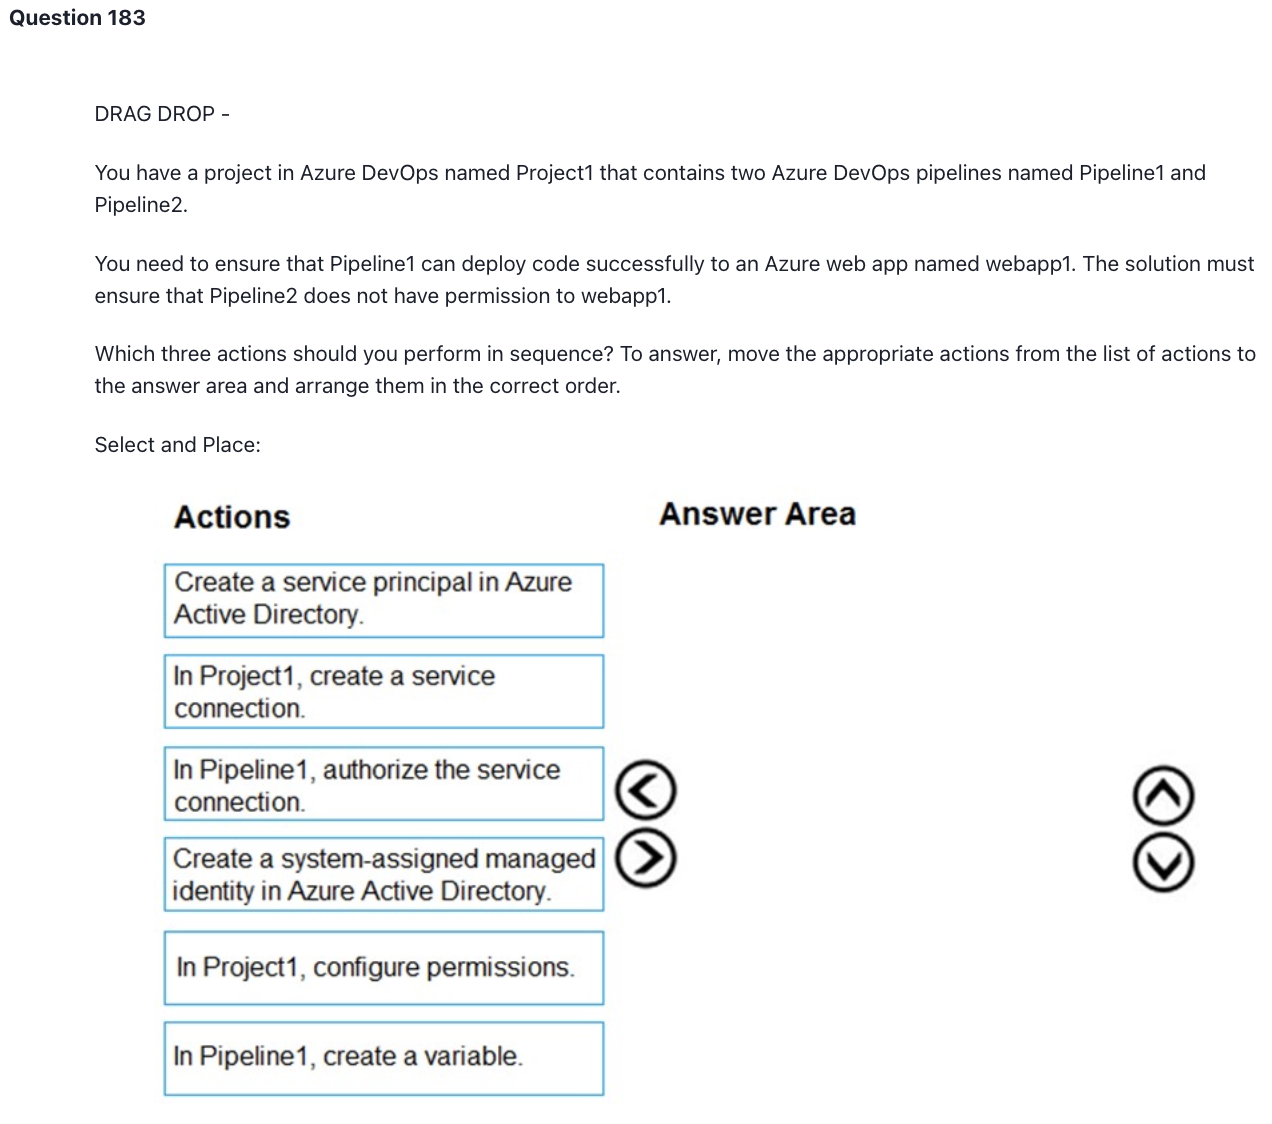 Question 183
DRAG DROP -
You have a project in Azure DevOps named Project1 that contains two Azure DevOps pipelines named Pipeline1 and
Pipeline2.
You need to ensure that Pipeline1 can deploy code successfully to an Azure web app named webapp1. The solution must
ensure that Pipeline2 does not have permission to webapp1.
Which three actions should you perform in sequence? To answer, move the appropriate actions from the list of actions to
the answer area and arrange them in the correct order.
Select and Place:
Actions
Answer Area
Create a service principal in Azure
Active Directory.
In Project1, create a service
connection.
In Pipeline1, authorize the service
connection.
Create a system-assigned managed
identity in Azure Active Directory.
In Project1, configure permissions.
In Pipeline1, create a variable.